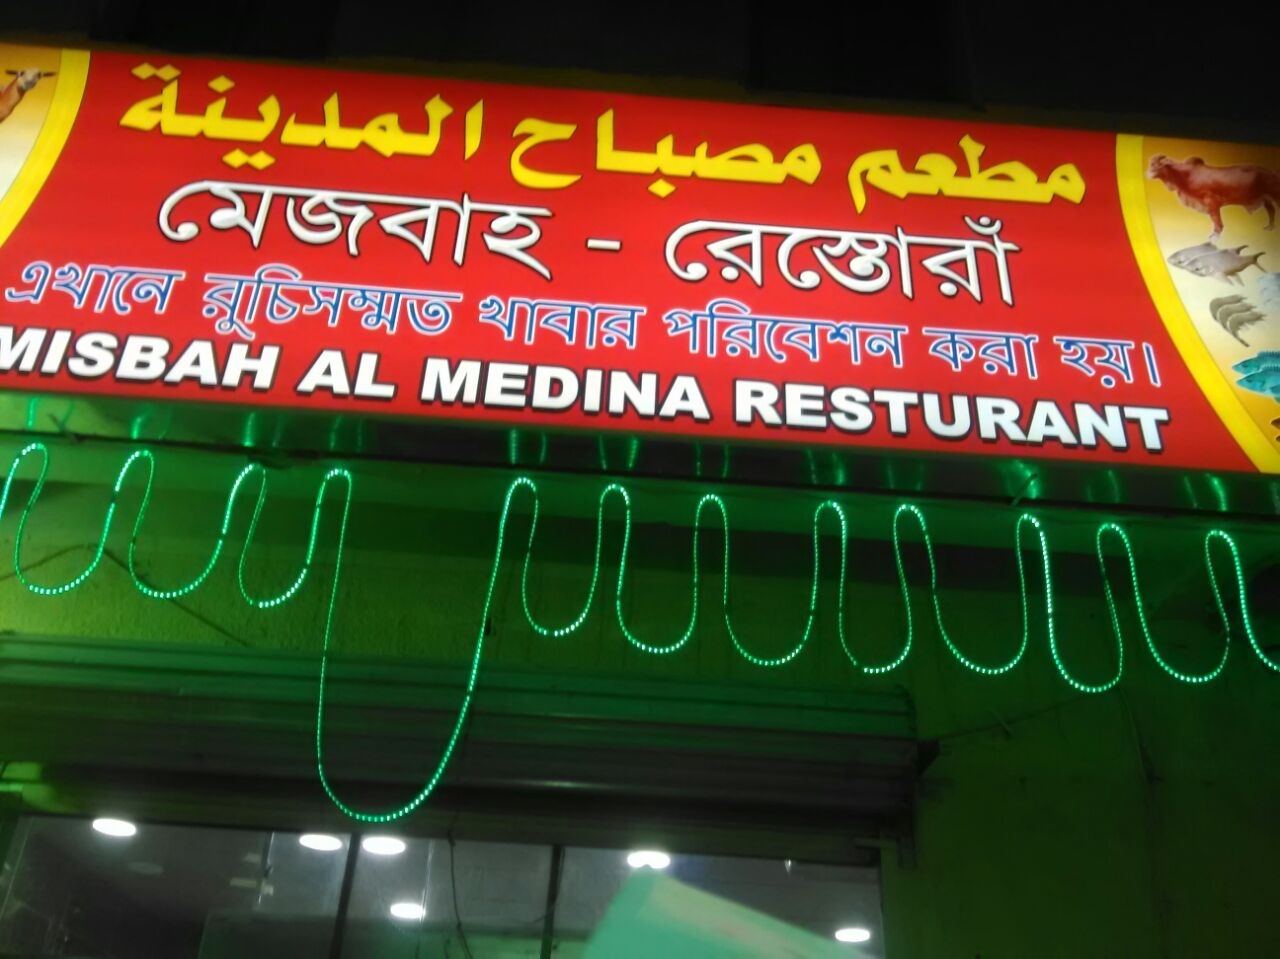 مطعم مصباح المدينة
মেজবাহ - রেস্তোরাঁ
এখানে রুচিসম্মত খাবার পরিবেশন করা হয়।
MISBAH AL MEDINA RESTURANT